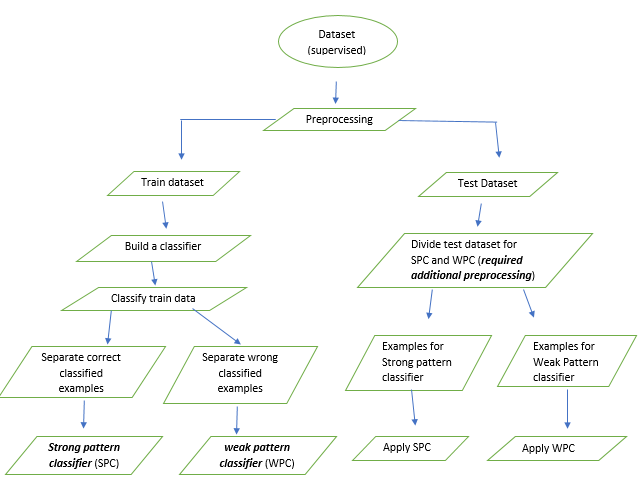 Dataset
(supervised)
Preprocessing
Train dataset
Test Dataset
Build a classifier
Divide test dataset for
SPC and WPC (required
additional preprocessing)
Classify train data
Separate correct
classified
examples
Separate wrong
classified
examples
Examples for
Strong pattern
classifier
Examples for
Weak Pattern
classifier
Strong pattern
classifier (SPC)
weak pattern
classifier (WPC)
Apply SPC
Apply WPC